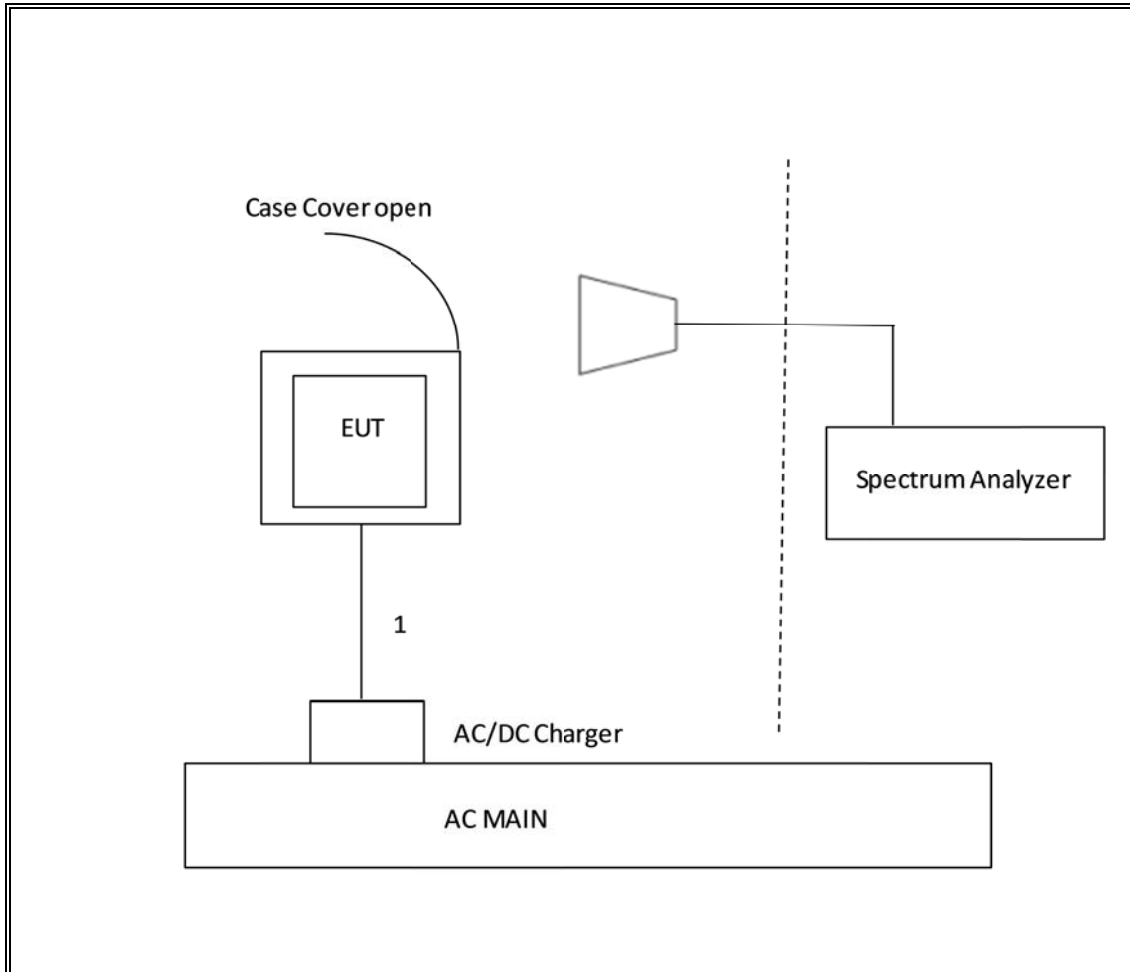 Case Cover open
EUT
Spectrum Analyzer
1
AC/DC Charger
AC MAIN